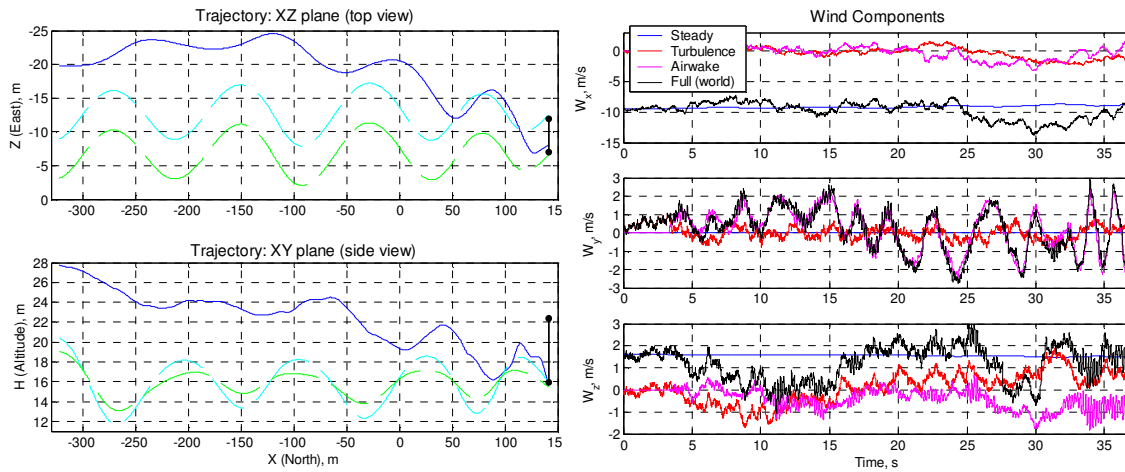 Trajectory: XZ plane (top view)
-25
-20
-15
-10
-5
0
Z (East), m
-300 -250 -200 -150 -100 -50 0 50 100 15
Trajectory: XY plane (side view)
28
26
24
22
20
18
16
14
12
H (Altitude), m
-300 -250 -200 -150 -100 -50 0 50 100 150
X (North), m
Wind Components
Steady
Turbulence
Airwake
Full (world)
0
-5
-10
-15
W x, m/s
0 5 10 15 20 25 30 35
3
2
1
0
-1
-2
-3
W y, m/s
0 5 10 15 20 25 30 35
3
2
1
0
-1
-2
W z, m/s
0 5 10 15 20 25 30 35
Time, s